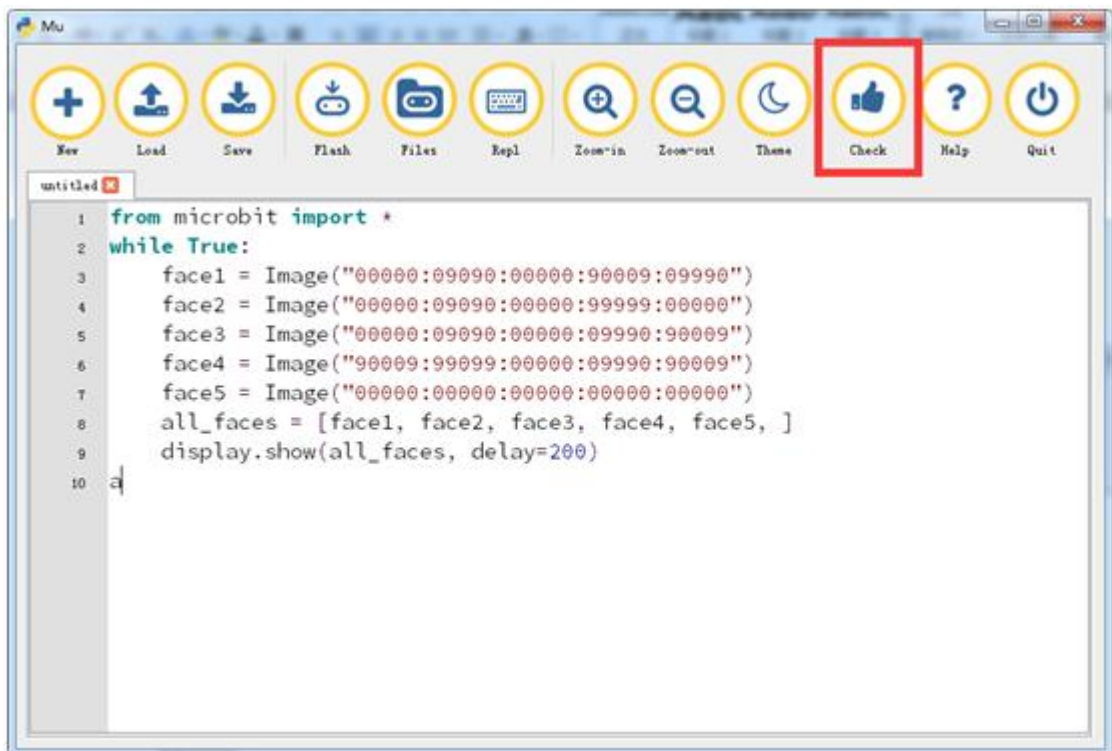 Mu
New Load Save Flash Files Repl Zoom-in Zoom-out Theme Check Help Quit
untitled
1 from microbit import *
2 while True:
3     face1 = Image("00000:09090:00000:90009:09990")
4     face2 = Image("00000:09090:00000:99999:00000")
5     face3 = Image("00000:09090:00000:09990:90009")
6     face4 = Image("90009:99099:00000:09990:90009")
7     face5 = Image("00000:00000:00000:00000:00000")
8     all_faces = [face1, face2, face3, face4, face5, ]
9     display.show(all_faces, delay=200)
10 a